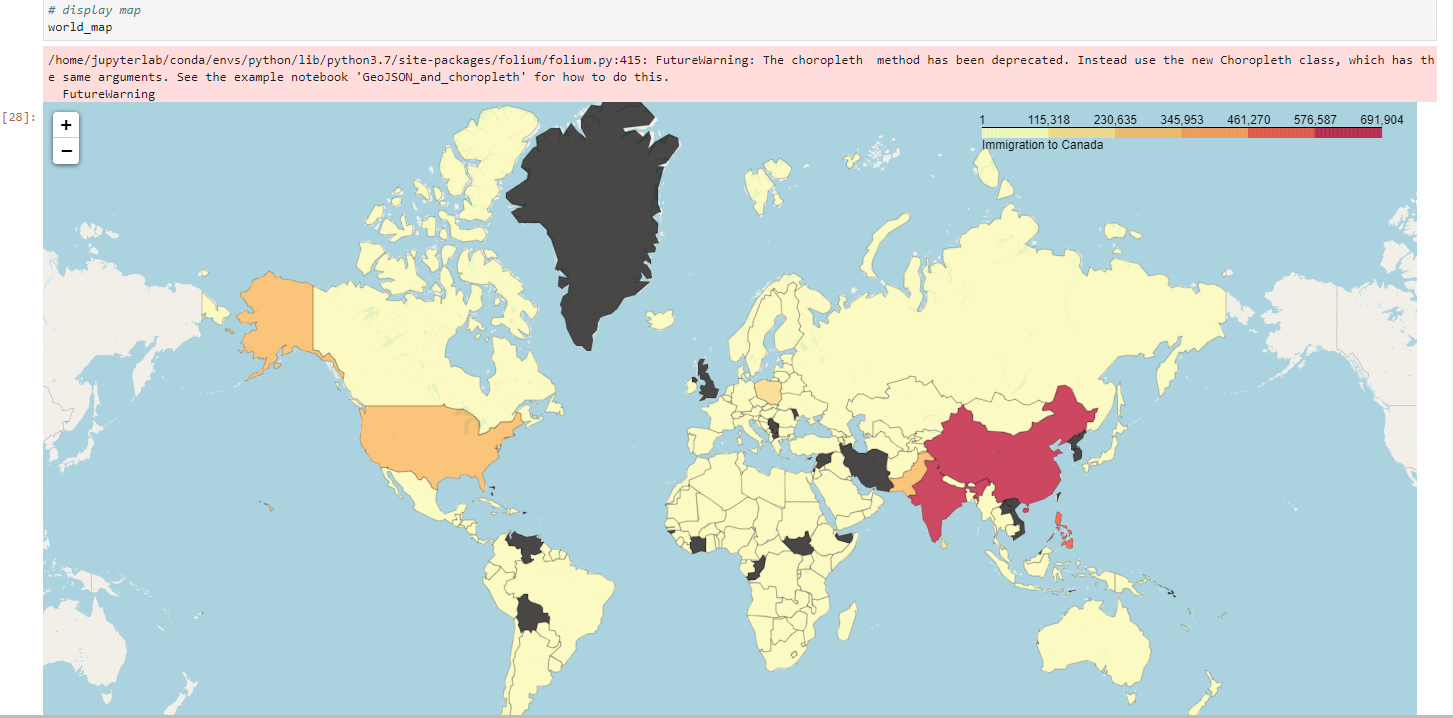 # display map
world_map
/home/jupyterlab/conda/envs/python/lib/python3.7/site-packages/folium/folium.py:415: FutureWarning: The choropleth  method has been deprecated. Instead use the new Choropleth class, which has th
e same arguments. See the example notebook 'GeoJSON_and_choropleth' for how to do this.
  FutureWarning
[28]:
+
−
1 115,318 230,635 345,953 461,270 576,587 691,904
Immigration to Canada